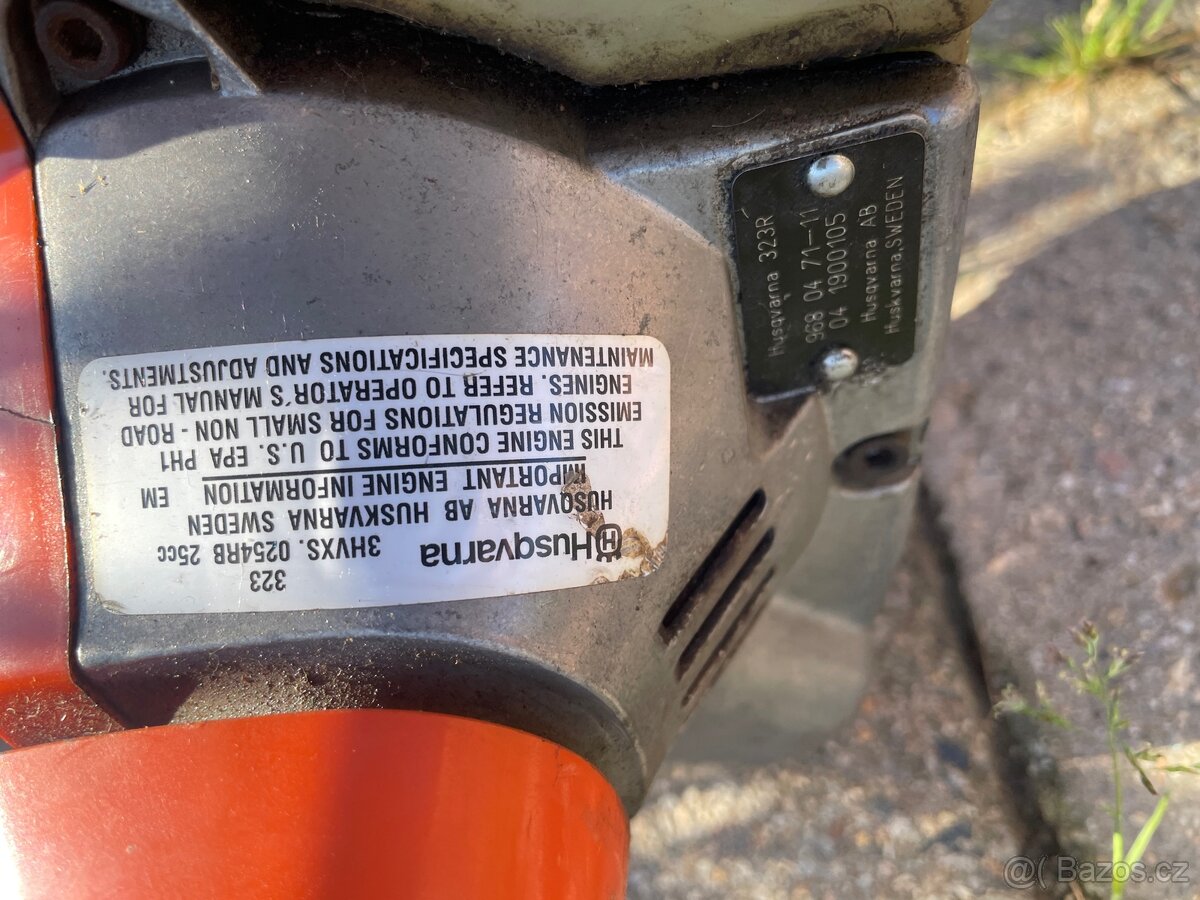 323
Husqvarna
3HVXS. 0254RB 25cc
HUSQVARNA AB HUSKVARNA SWEDEN
IMPORTANT ENGINE INFORMATION EM
THIS ENGINE CONFORMS TO U.S. EPA PH1
EMISSION REGULATIONS FOR SMALL NON - ROAD
ENGINES. REFER TO OPERATOR'S MANUAL FOR
MAINTENANCE SPECIFICATIONS AND ADJUSTMENTS.
Husqvarna 323R
968 04 71-11
04 1900105
Husqvarna AB
Huskvarna,SWEDEN
@( Bazos.cz